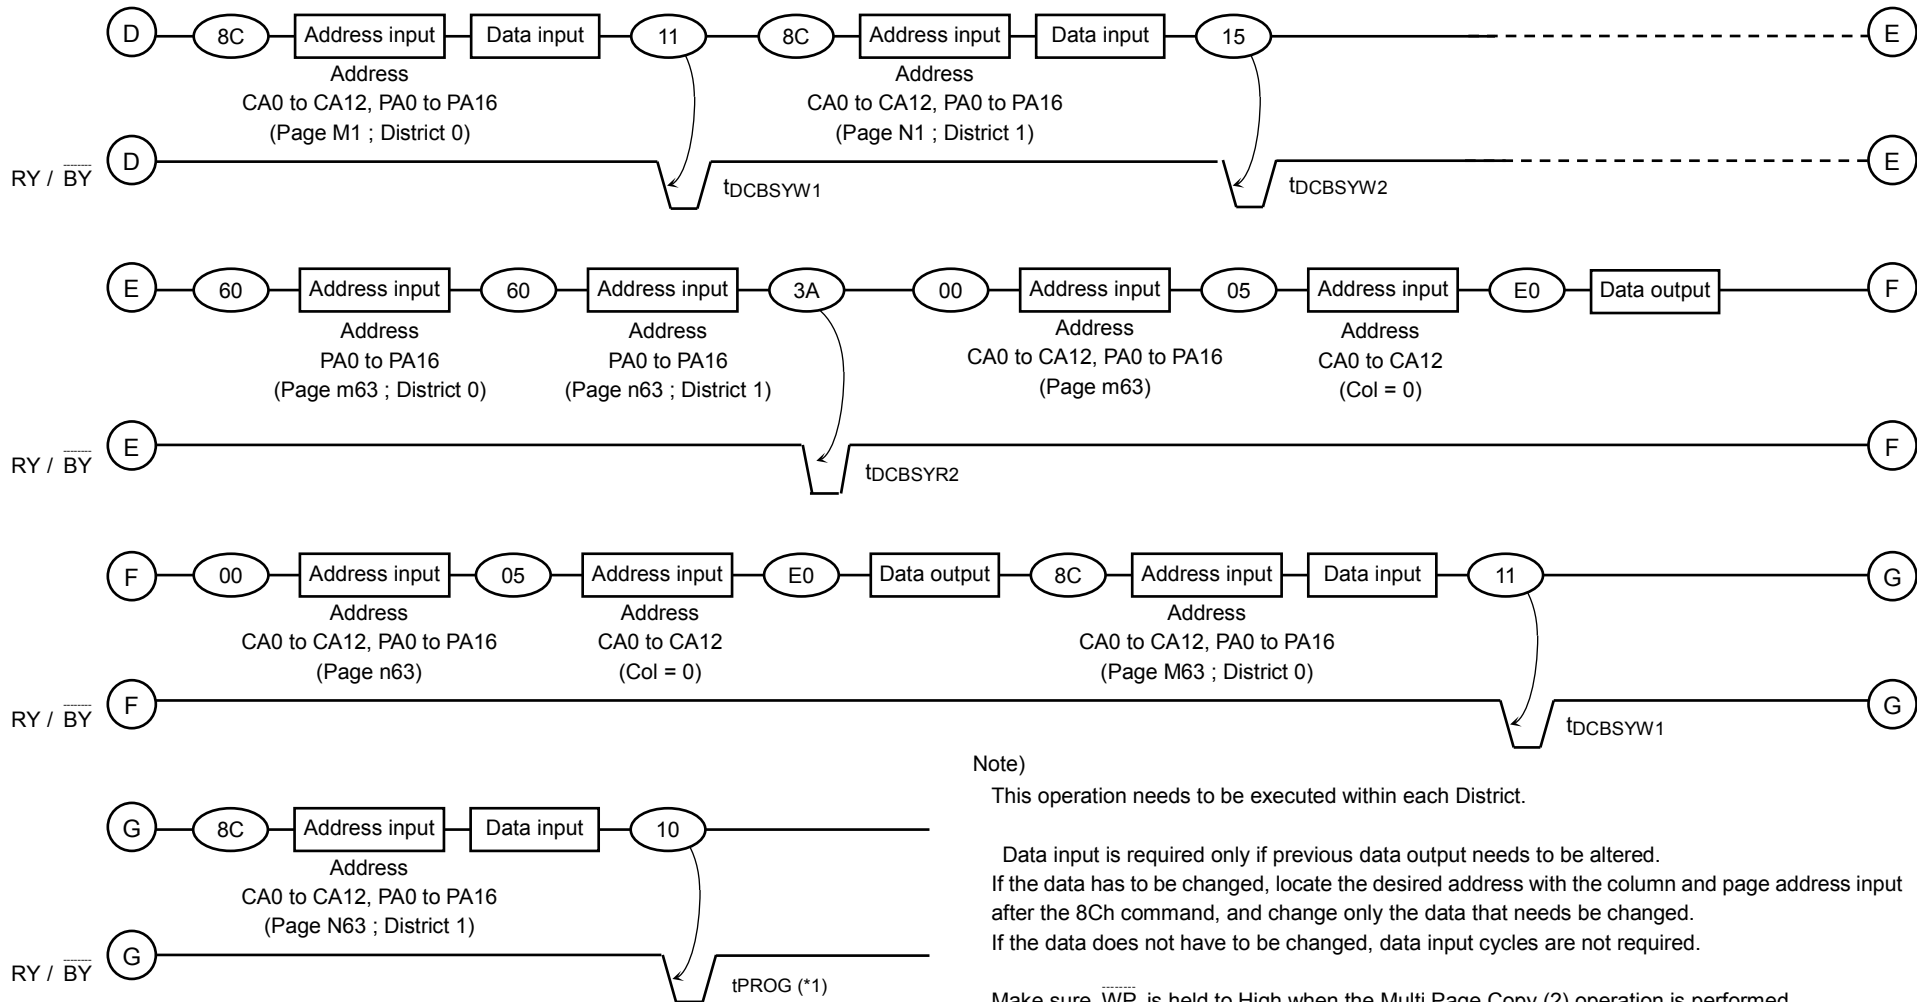 D 8C Address input Data input 11 8C Address input Data input 15 E
Address Address
CA0 to CA12, PA0 to PA16 CA0 to CA12, PA0 to PA16
(Page M1 ; District 0) (Page N1 ; District 1)
RY / BY D tDCBSYW1 tDCBSYW2 E
E 60 Address input 60 Address input 3A 00 Address input 05 Address input E0 Data output F
Address Address Address Address
PA0 to PA16 PA0 to PA16 CA0 to CA12, PA0 to PA16 CA0 to CA12
(Page m63 ; District 0) (Page n63 ; District 1) (Page m63) (Col = 0)
RY / BY E tDCBSYR2 F
F 00 Address input 05 Address input E0 Data output 8C Address input Data input 11 G
Address Address Address
CA0 to CA12, PA0 to PA16 CA0 to CA12 CA0 to CA12, PA0 to PA16
(Page n63) (Col = 0) (Page M63 ; District 0)
RY / BY F tDCBSYW1 G
G 8C Address input Data input 10
Address
CA0 to CA12, PA0 to PA16
(Page N63 ; District 1)
RY / BY G tPROG (*1)
Note)
This operation needs to be executed within each District.
Data input is required only if previous data output needs to be altered.
If the data has to be changed, locate the desired address with the column and page address input
after the 8Ch command, and change only the data that needs be changed.
If the data does not have to be changed, data input cycles are not required.
Make sure WP is held to High when the Multi Page Copy (2) operation is performed.